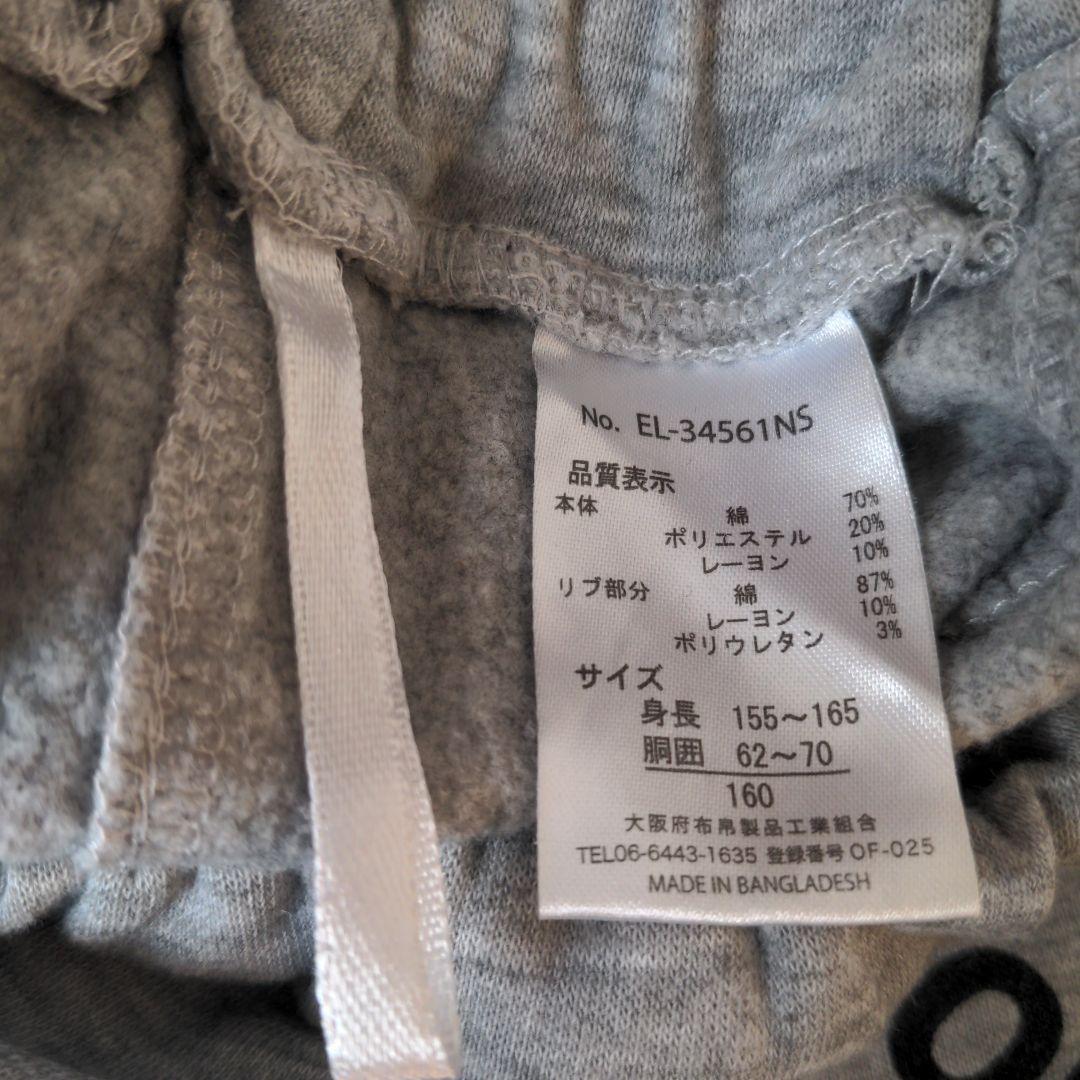 No. EL-34561NS
品質表示
本体 綿 70%
ポリエステル 20%
レーヨン 10%
リブ部分 綿 87%
レーヨン 10%
ポリウレタン 3%
サイズ
身長 155～165
胴囲 62～70
160
大阪府布帛製品工業組合
TEL06-6443-1635 登録番号 OF-025
MADE IN BANGLADESH